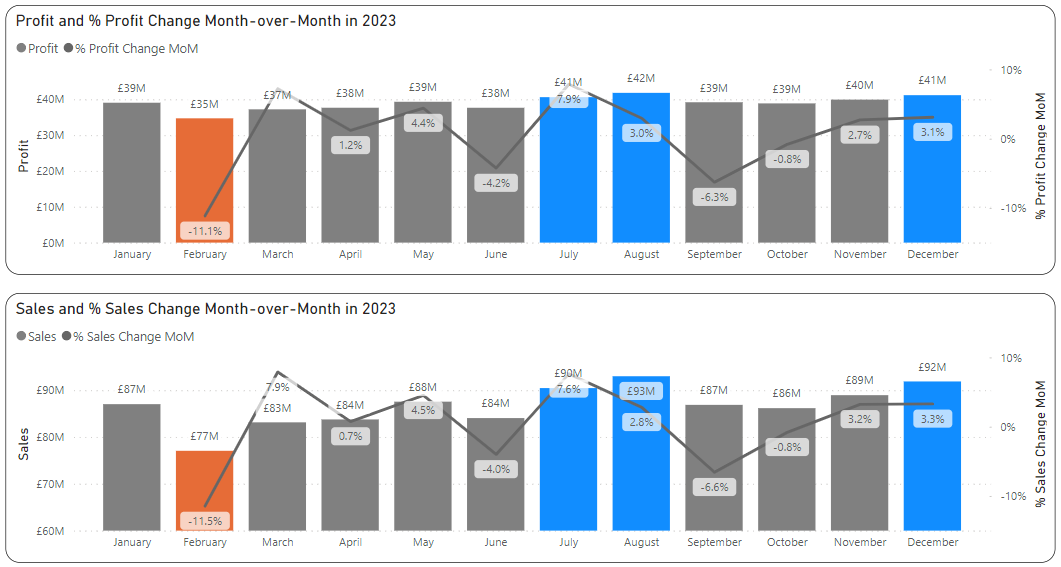 Profit and % Profit Change Month-over-Month in 2023
Profit % Profit Change MoM
£39M £35M £37M £38M £39M £38M £41M £42M £39M £39M £40M £41M
-11.1% 1.2% 4.4% -4.2% 7.9% 3.0% -6.3% -0.8% 2.7% 3.1%
£40M
£30M
£20M
£10M
£0M
Profit
10%
0%
-10%
% Profit Change MoM
January February March April May June July August September October November December
Sales and % Sales Change Month-over-Month in 2023
Sales % Sales Change MoM
£87M £77M £83M £84M £88M £84M £90M £93M £87M £86M £89M £92M
-11.5% 7.9% 0.7% 4.5% -4.0% 7.6% 2.8% -6.6% -0.8% 3.2% 3.3%
£90M
£80M
£70M
£60M
Sales
10%
0%
-10%
% Sales Change MoM
January February March April May June July August September October November December